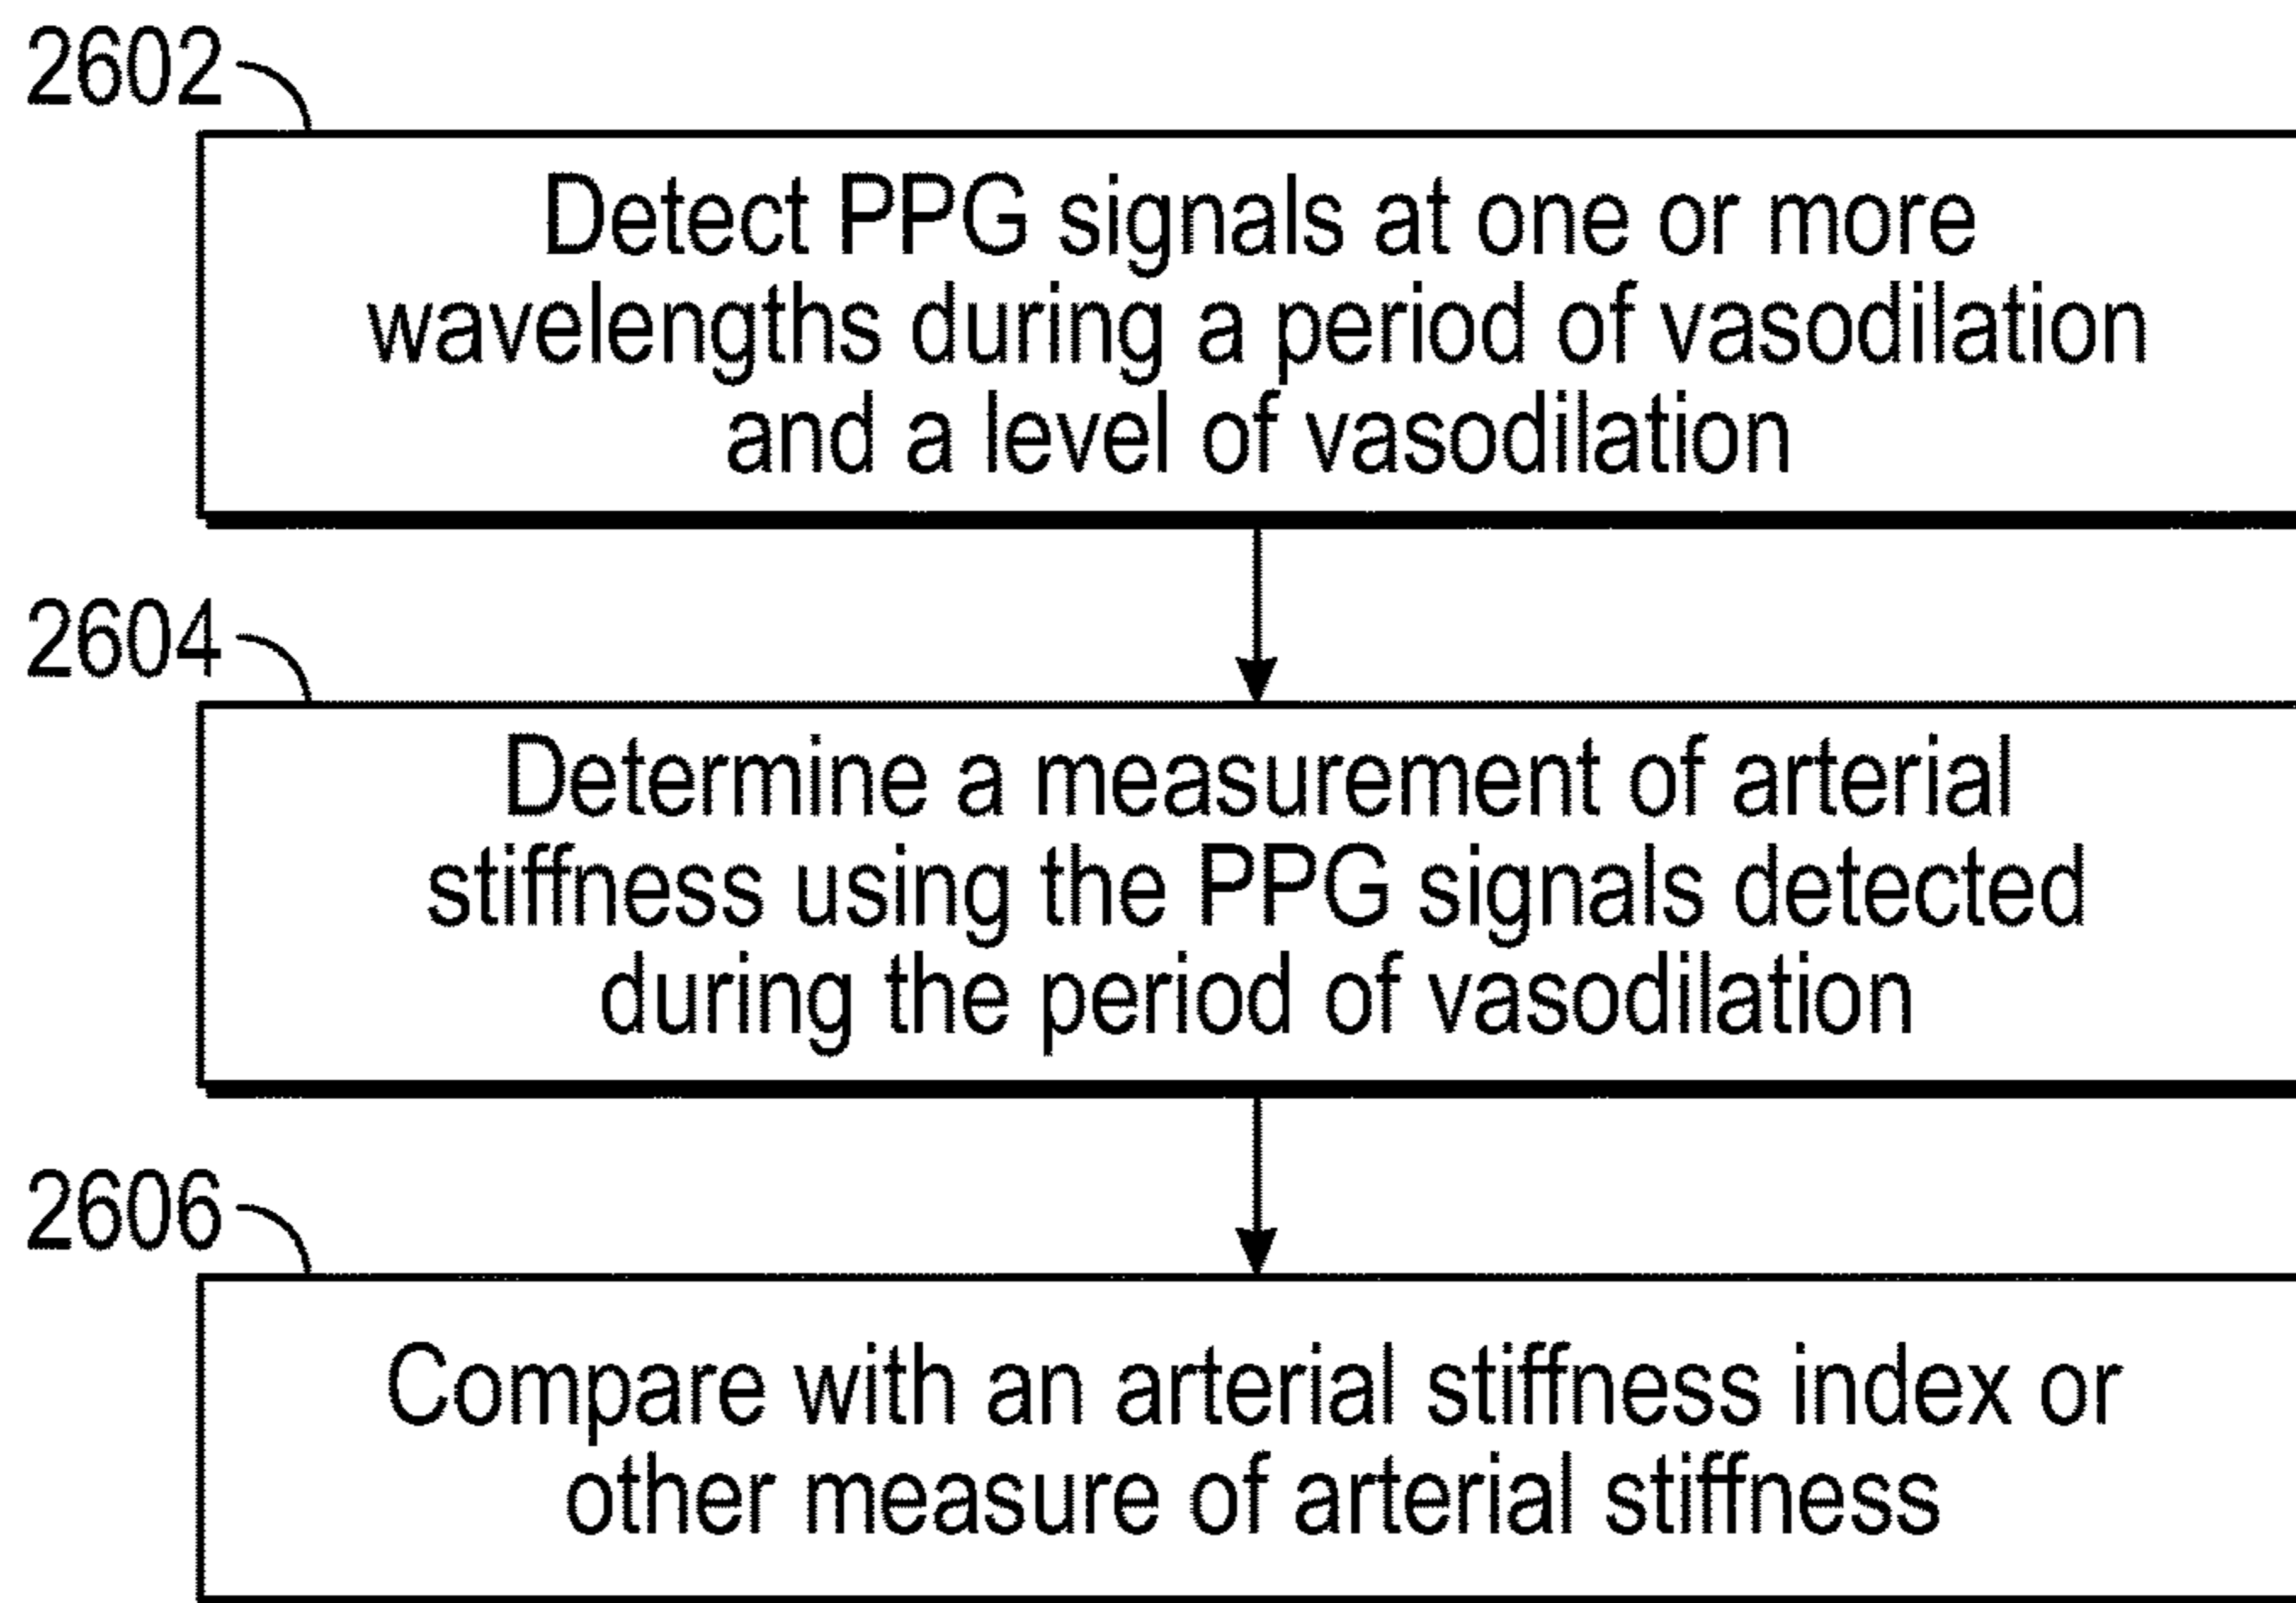 2602
Detect PPG signals at one or more
wavelengths during a period of vasodilation
and a level of vasodilation
2604
Determine a measurement of arterial
stiffness using the PPG signals detected
during the period of vasodilation
2606
Compare with an arterial stiffness index or
other measure of arterial stiffness